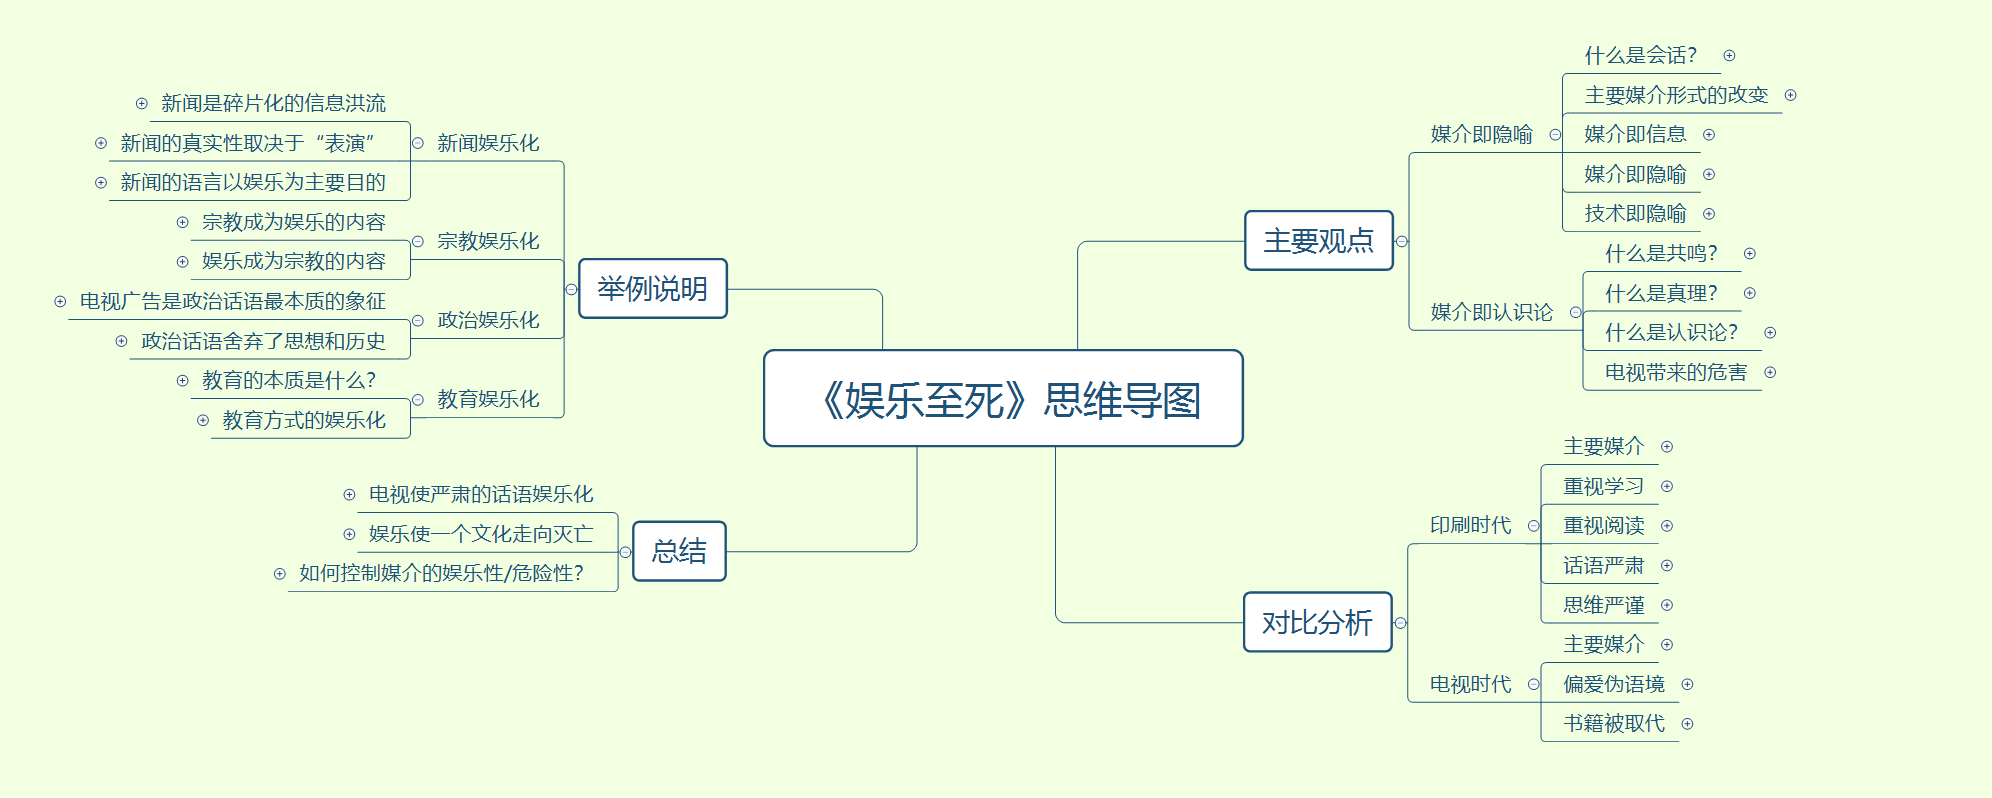 《娱乐至死》思维导图
主要观点
媒介即隐喻
什么是会话？
主要媒介形式的改变
媒介即信息
媒介即隐喻
技术即隐喻
媒介即认识论
什么是共鸣？
什么是真理？
什么是认识论？
电视带来的危害
对比分析
印刷时代
主要媒介
重视学习
重视阅读
话语严肃
思维严谨
电视时代
主要媒介
偏爱伪语境
书籍被取代
举例说明
新闻娱乐化
新闻是碎片化的信息洪流
新闻的真实性取决于“表演”
新闻的语言以娱乐为主要目的
宗教娱乐化
宗教成为娱乐的内容
娱乐成为宗教的内容
政治娱乐化
电视广告是政治话语最本质的象征
政治话语舍弃了思想和历史
教育娱乐化
教育的本质是什么？
教育方式的娱乐化
总结
电视使严肃的话语娱乐化
娱乐使一个文化走向灭亡
如何控制媒介的娱乐性/危险性？